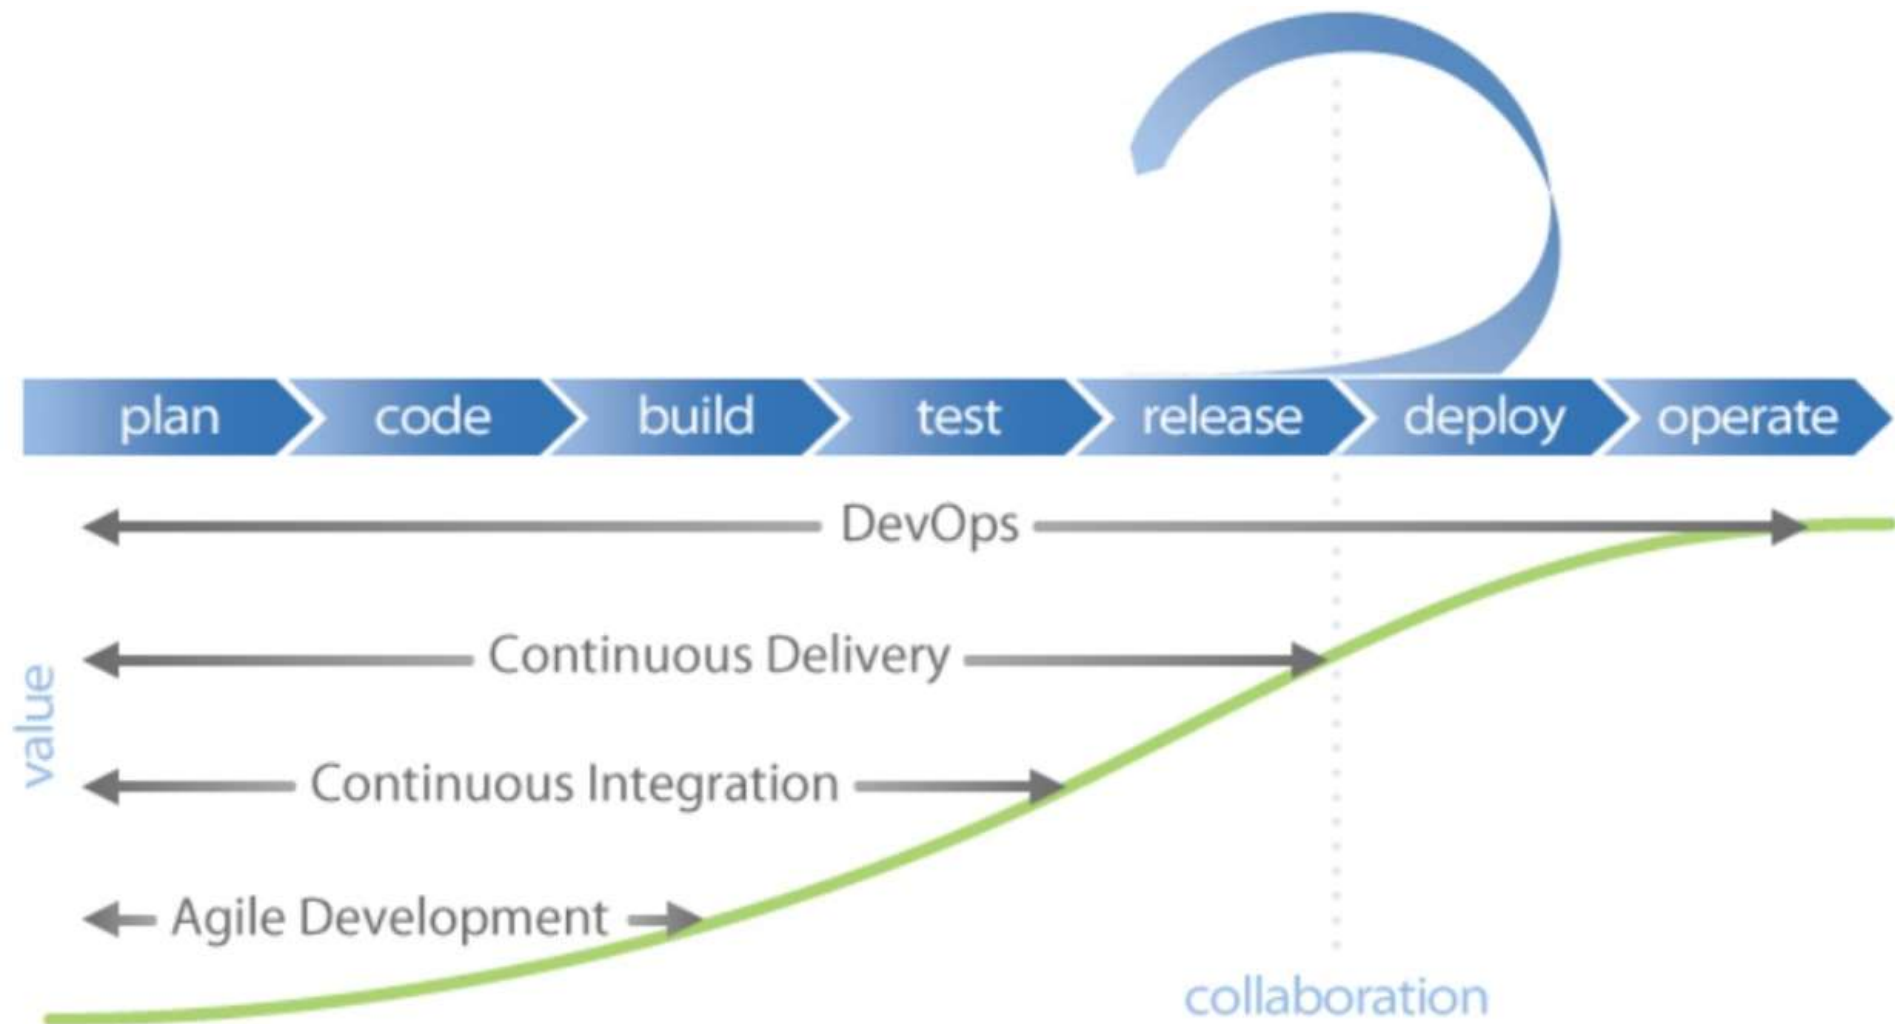 plan
code
build
test
release
deploy
operate
DevOps
Continuous Delivery
value
Continuous Integration
Agile Development
collaboration